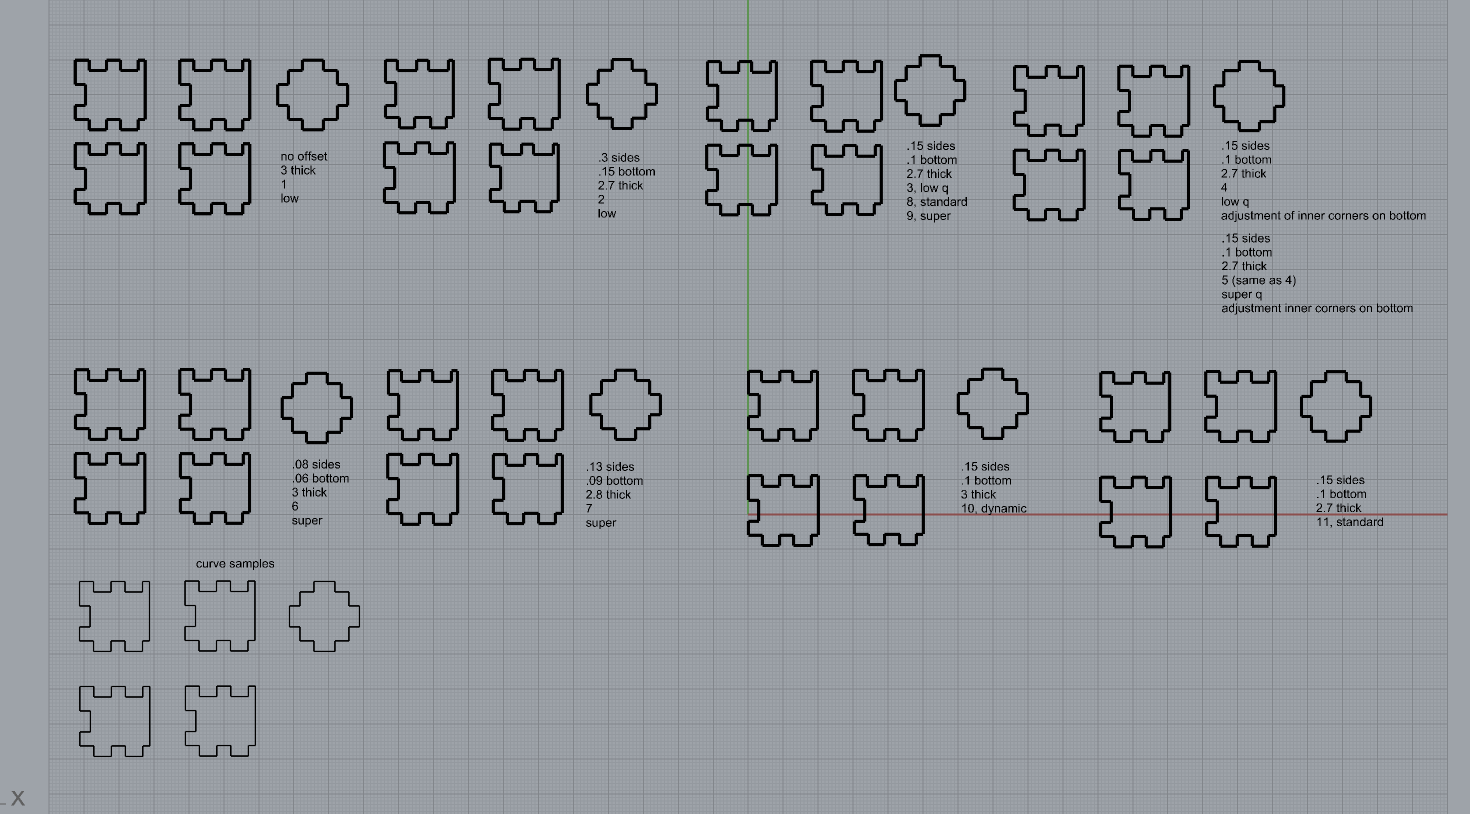 no offset
3 thick
1
low
.3 sides
.15 bottom
2.7 thick
2
low
.15 sides
.1 bottom
2.7 thick
3, low q
8, standard
9, super
.15 sides
.1 bottom
2.7 thick
4
low q
adjustment of inner corners on bottom
.15 sides
.1 bottom
2.7 thick
5 (same as 4)
super q
adjustment inner corners on bottom
.08 sides
.06 bottom
3 thick
6
super
.13 sides
.09 bottom
2.8 thick
7
super
.15 sides
.1 bottom
3 thick
10, dynamic
.15 sides
.1 bottom
2.7 thick
11, standard
curve samples
X